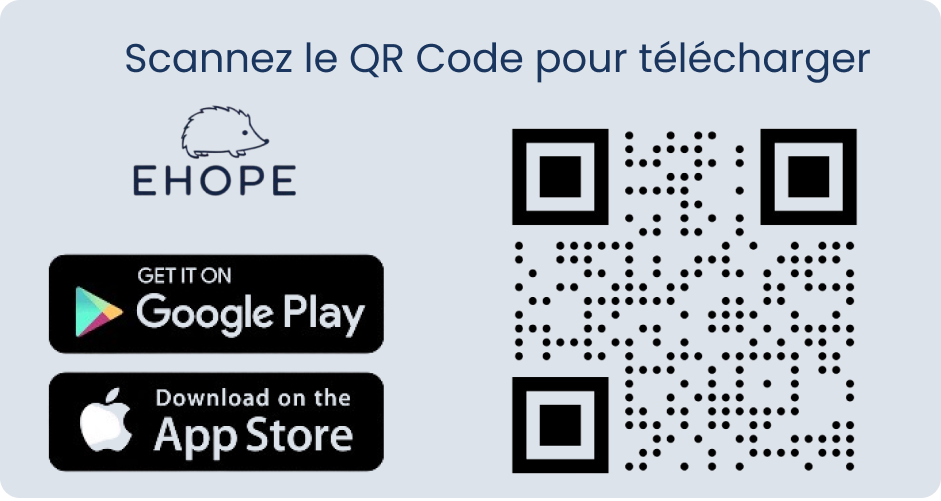 Scannez le QR Code pour télécharger
EHOPE
GET IT ON
Google Play
Download on the
App Store